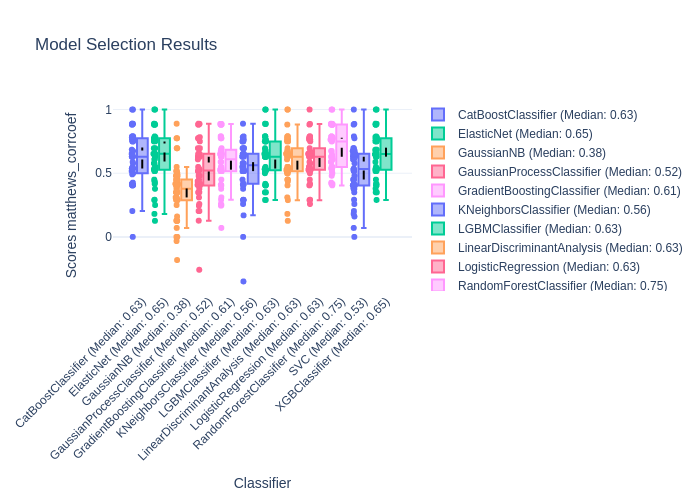 Model Selection Results
Scores matthews_corrcoef
1
0.5
0
CatBoostClassifier (Median: 0.63)
ElasticNet (Median: 0.65)
GaussianNB (Median: 0.38)
GaussianProcessClassifier (Median: 0.52)
GradientBoostingClassifier (Median: 0.61)
KNeighborsClassifier (Median: 0.56)
LGBMClassifier (Median: 0.63)
LinearDiscriminantAnalysis (Median: 0.63)
LogisticRegression (Median: 0.63)
RandomForestClassifier (Median: 0.75)
SVC (Median: 0.53)
XGBClassifier (Median: 0.65)
Classifier
CatBoostClassifier (Median: 0.63)
ElasticNet (Median: 0.65)
GaussianNB (Median: 0.38)
GaussianProcessClassifier (Median: 0.52)
GradientBoostingClassifier (Median: 0.61)
KNeighborsClassifier (Median: 0.56)
LGBMClassifier (Median: 0.63)
LinearDiscriminantAnalysis (Median: 0.63)
LogisticRegression (Median: 0.63)
RandomForestClassifier (Median: 0.75)